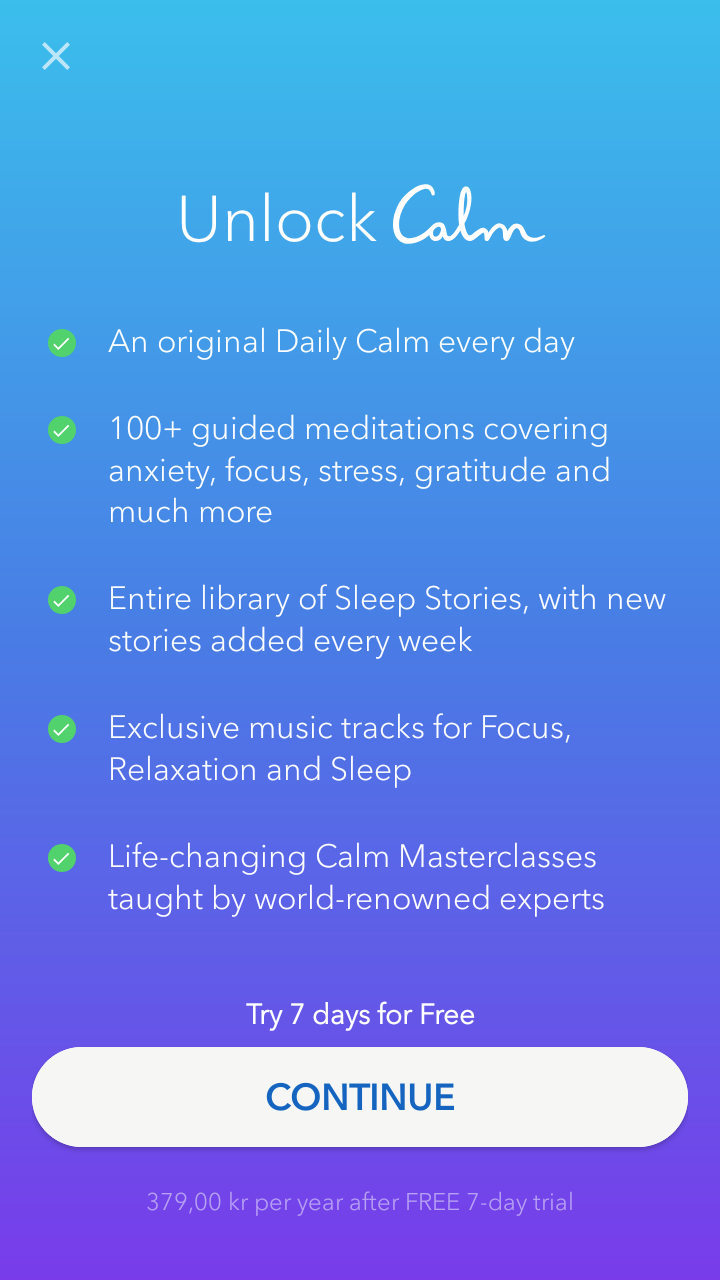 Unlock Calm
An original Daily Calm every day
100+ guided meditations covering
anxiety, focus, stress, gratitude and
much more
Entire library of Sleep Stories, with new
stories added every week
Exclusive music tracks for Focus,
Relaxation and Sleep
Life-changing Calm Masterclasses
taught by world-renowned experts
Try 7 days for Free
CONTINUE
379,00 kr per year after FREE 7-day trial